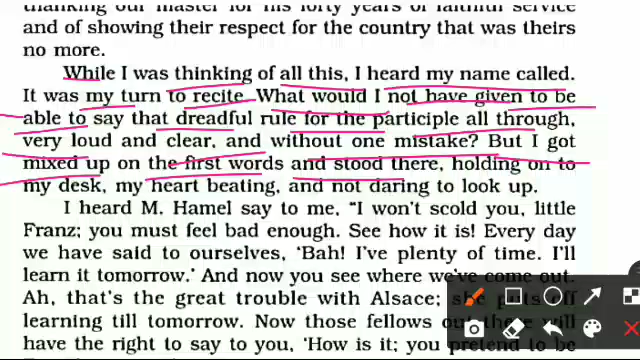 thanking our master for his forty years of faithful service
and of showing their respect for the country that was theirs
no more.
While I was thinking of all this, I heard my name called.
It was my turn to recite. What would I not have given to be
able to say that dreadful rule for the participle all through,
very loud and clear, and without one mistake? But I got
mixed up on the first words and stood there, holding on to
my desk, my heart beating, and not daring to look up.
I heard M. Hamel say to me, “I won’t scold you, little
Franz; you must feel bad enough. See how it is! Every day
we have said to ourselves, ‘Bah! I’ve plenty of time. I’ll
learn it tomorrow.’ And now you see where we’ve come out.
Ah, that’s the great trouble with Alsace; she puts off
learning till tomorrow. Now those fellows out there will
have the right to say to you, ‘How is it; you pretend to be